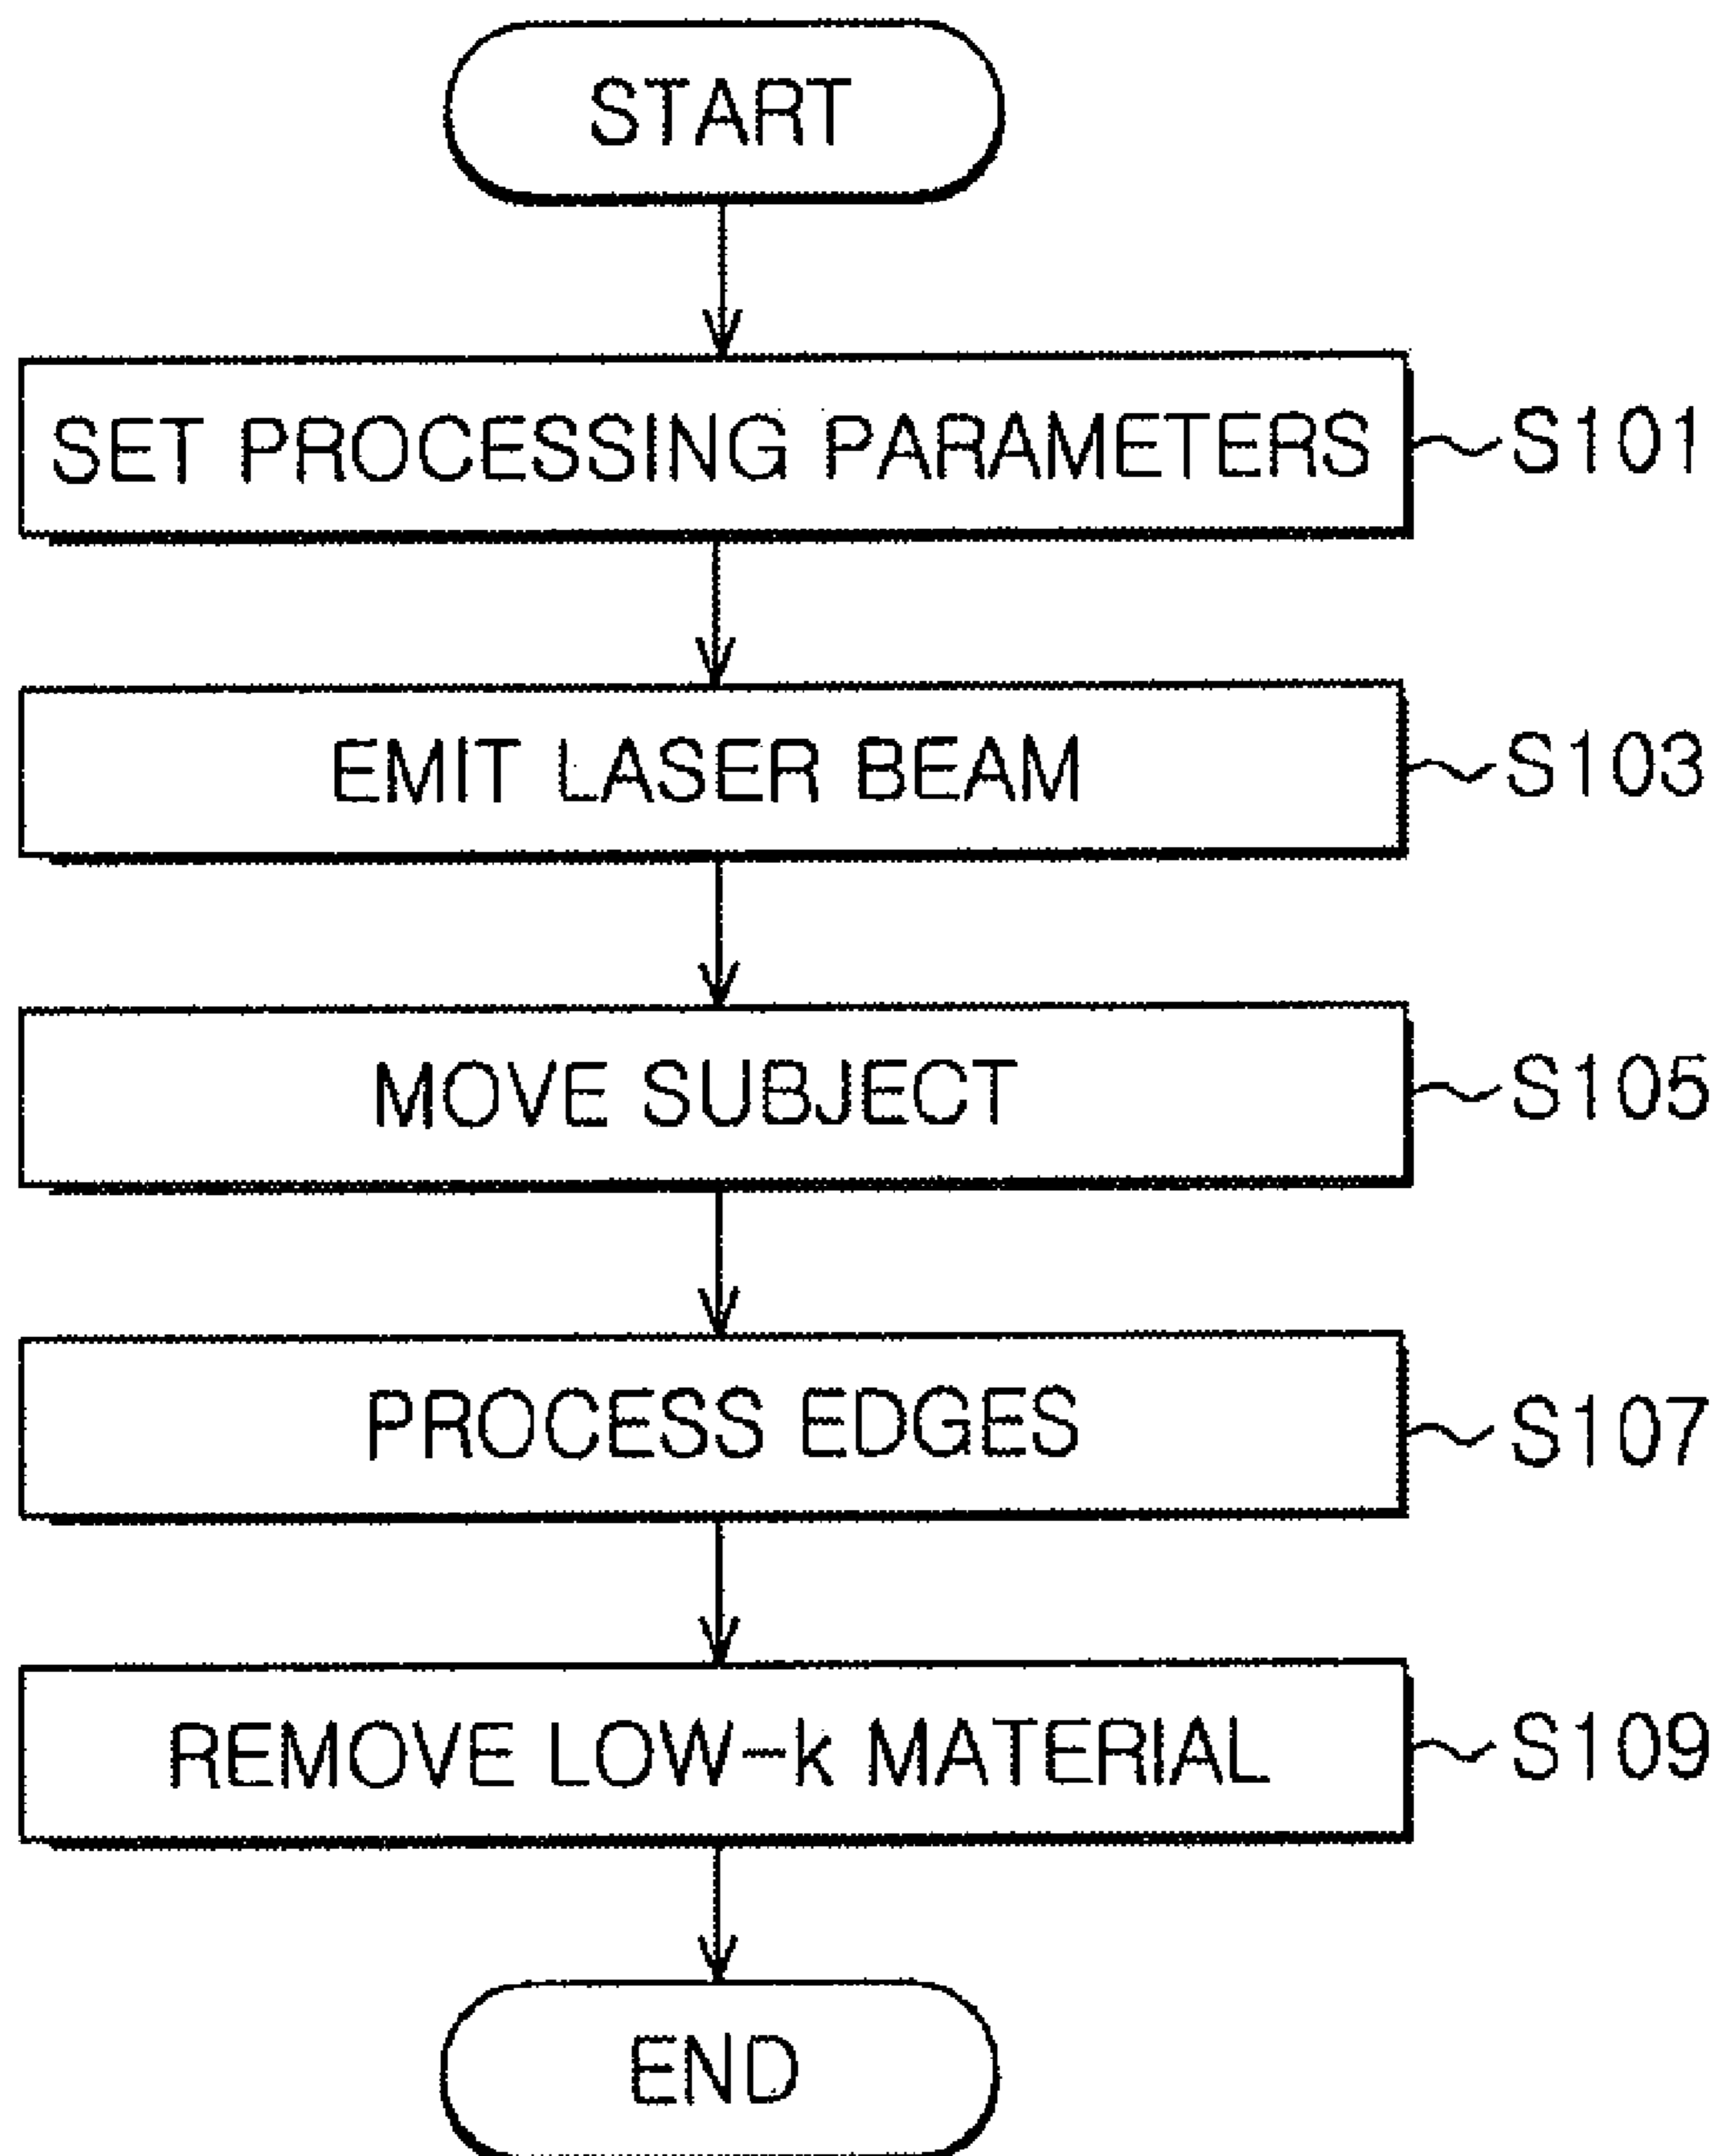 START
SET PROCESSING PARAMETERS S101
EMIT LASER BEAM S103
MOVE SUBJECT S105
PROCESS EDGES S107
REMOVE LOW-k MATERIAL S109
END